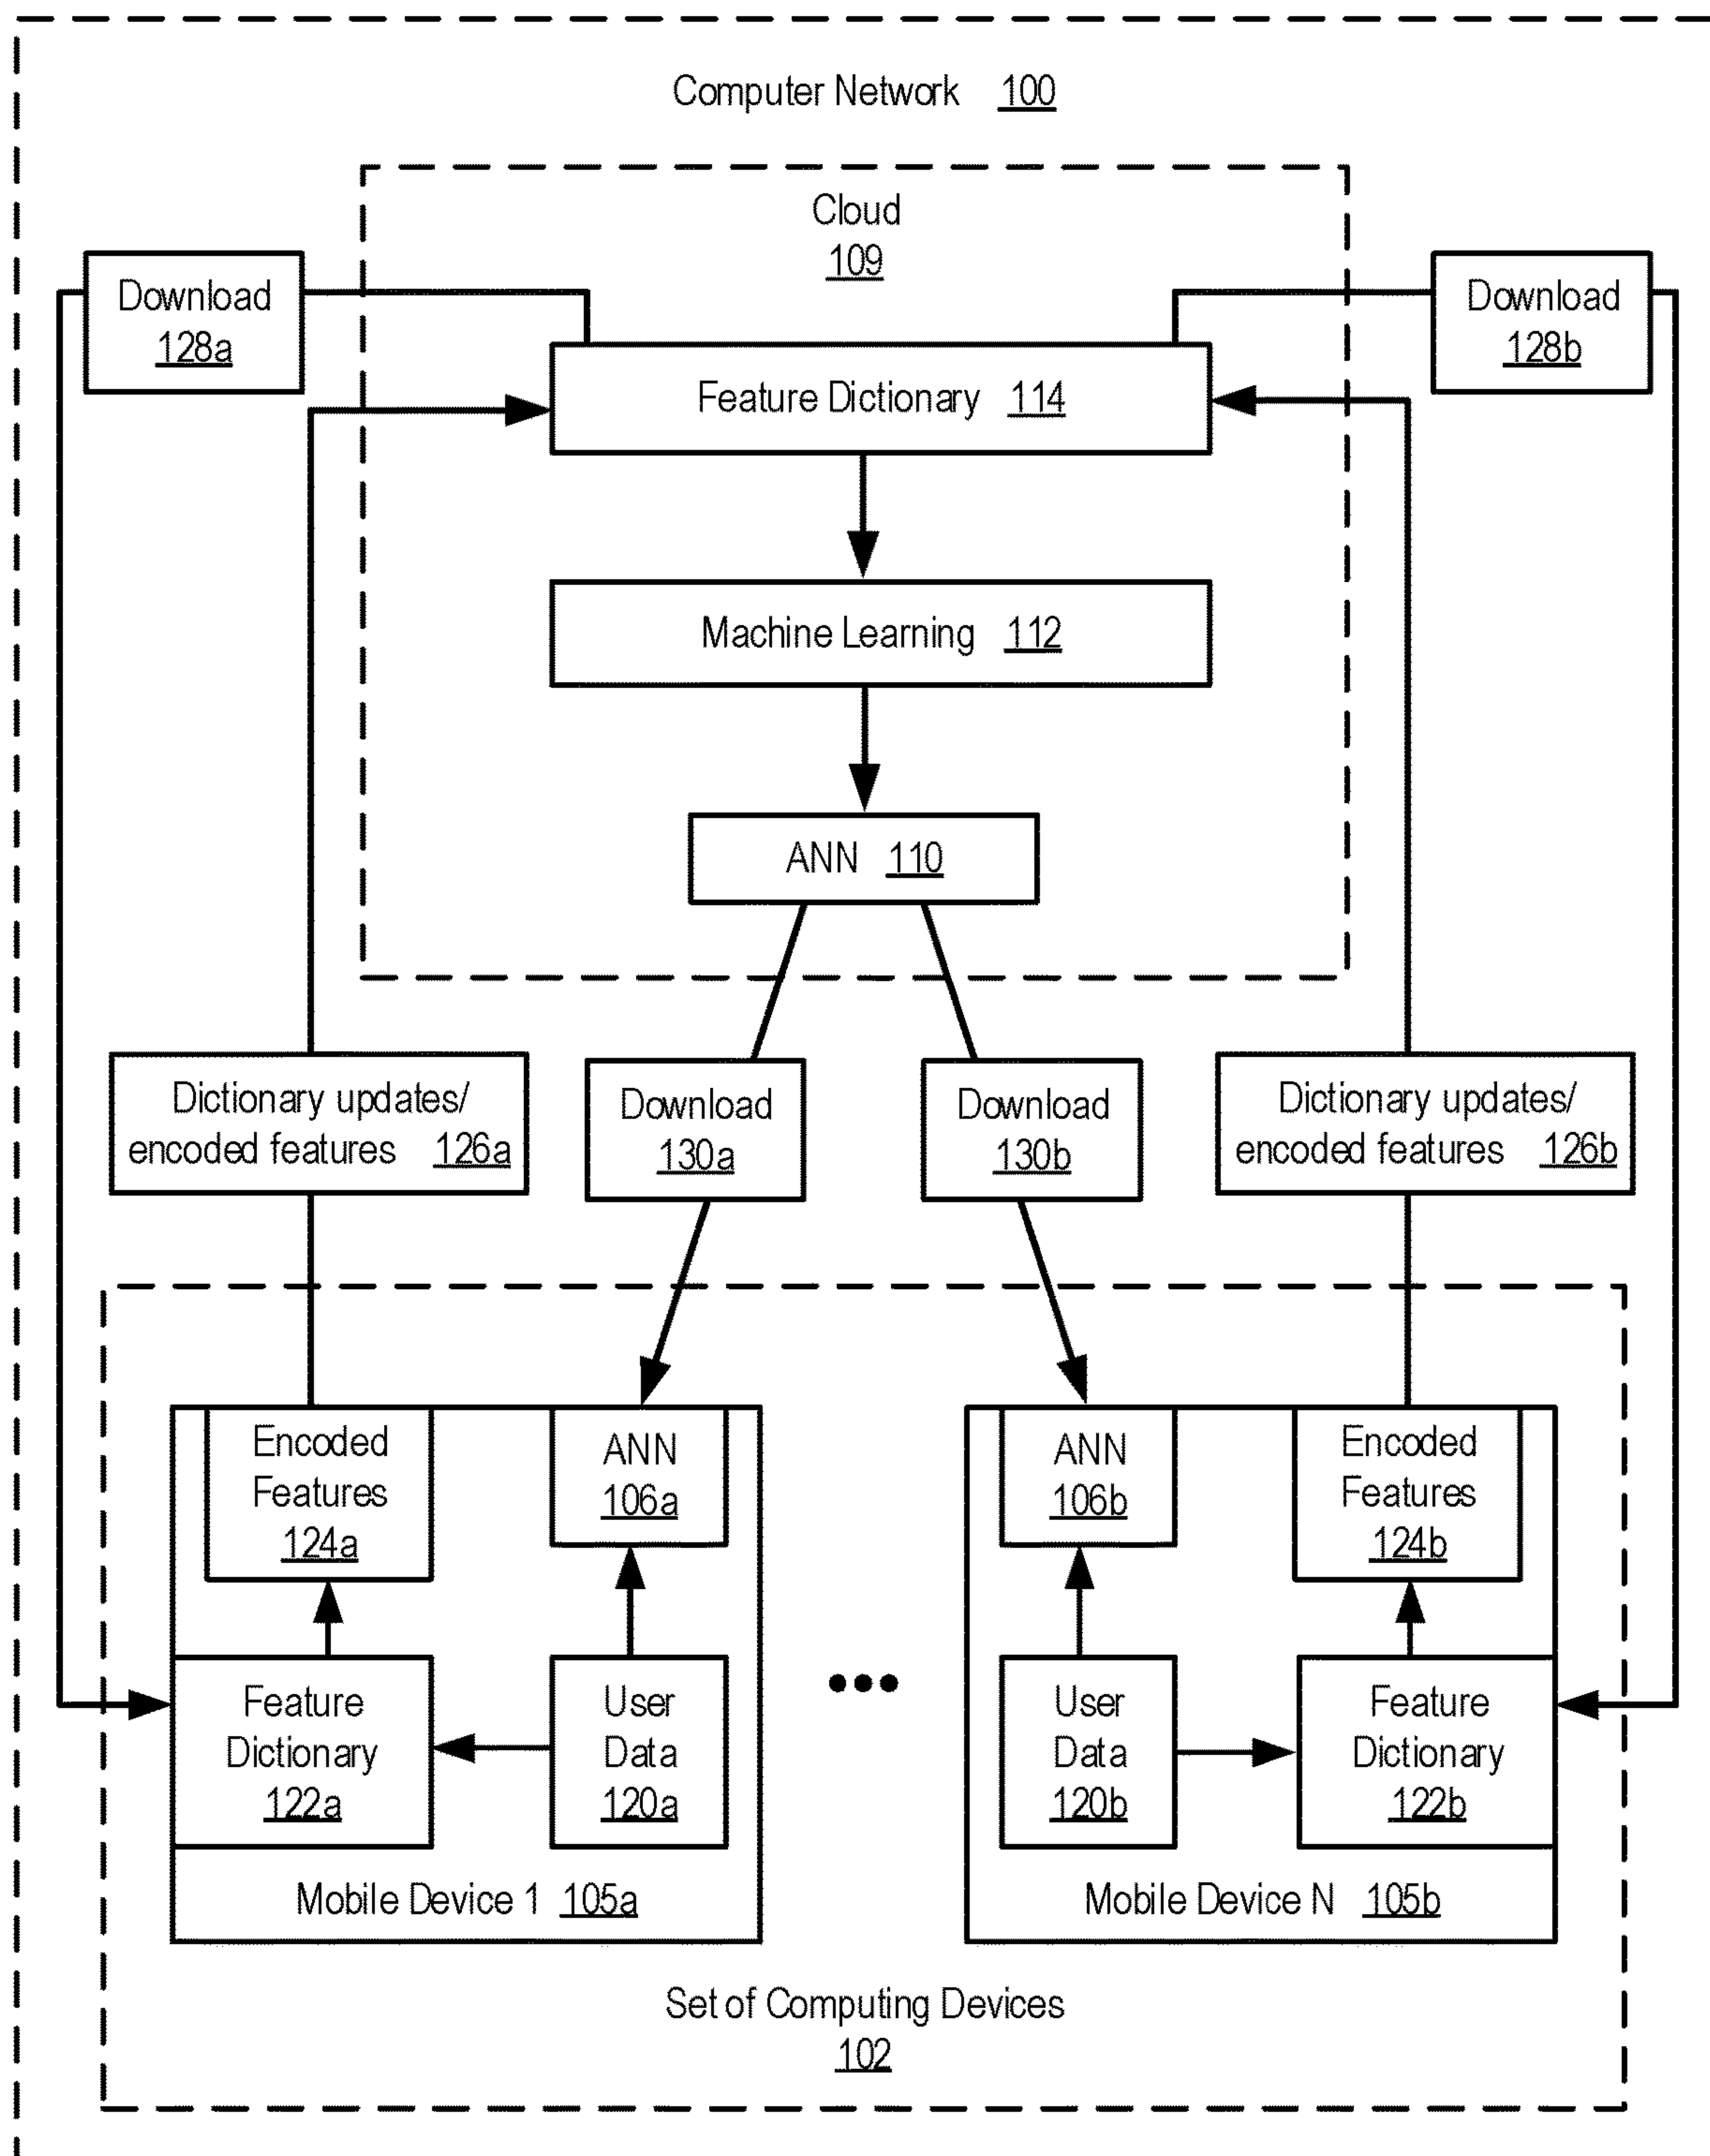 Computer Network 100
Cloud
109
Download
128a
Download
128b
Feature Dictionary 114
Machine Learning 112
ANN 110
Dictionary updates/
encoded features 126a
Download
130a
Download
130b
Dictionary updates/
encoded features 126b
Encoded
Features
124a
ANN
106a
ANN
106b
Encoded
Features
124b
Feature
Dictionary
122a
User
Data
120a
User
Data
120b
Feature
Dictionary
122b
Mobile Device 1 105a
Mobile Device N 105b
Set of Computing Devices
102